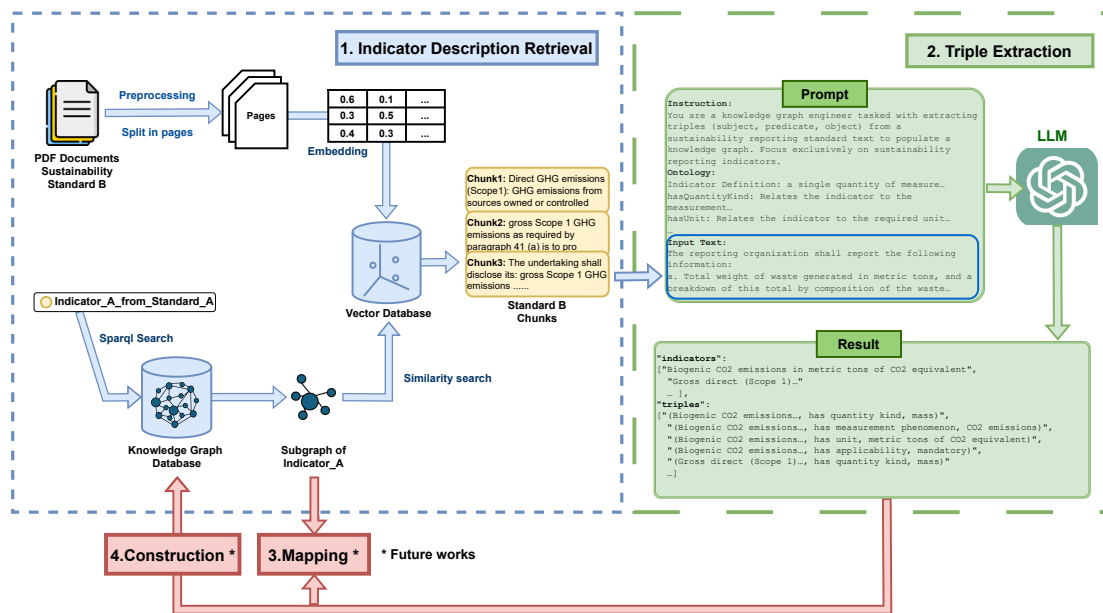 1. Indicator Description Retrieval
Preprocessing
Split in pages
PDF Documents
Sustainability
Standard B
Pages
0.6 0.1 ...
0.3 0.5 ...
0.4 0.3 ...
Embedding
Vector Database
Chunk1: Direct GHG emissions
(Scope1): GHG emissions from
sources owned or controlled
Chunk2: gross Scope 1 GHG
emissions as required by
paragraph 41 (a) is to pro
Chunk3: The undertaking shall
disclose its: gross Scope 1 GHG
emissions ......
Standard B
Chunks
Indicator_A_from_Standard_A
Sparql Search
Similarity search
Knowledge Graph
Database
Subgraph of
Indicator_A
2. Triple Extraction
Prompt
Instruction:
You are a knowledge graph engineer tasked with extracting
triples (subject, predicate, object) from a
sustainability reporting standard text to populate a
knowledge graph. Focus exclusively on sustainability
reporting indicators.
Ontology:
Indicator Definition: a single quantity of measure…
hasQuantityKind: Relates the indicator to the
measurement…
hasUnit: Relates the indicator to the required unit…
…
Input Text:
The reporting organization shall report the following
information:
a. Total weight of waste generated in metric tons, and a
breakdown of this total by composition of the waste…
LLM
Result
"indicators":
["Biogenic CO2 emissions in metric tons of CO2 equivalent",
"Gross direct (Scope 1)…"
… ],
"triples":
["(Biogenic CO2 emissions…, has quantity kind, mass)",
"(Biogenic CO2 emissions…, has measurement phenomenon, CO2 emissions)",
"(Biogenic CO2 emissions…, has unit, metric tons of CO2 equivalent)",
"(Biogenic CO2 emissions…, has applicability, mandatory)",
"(Gross direct (Scope 1)…, has quantity kind, mass)"
…]
4.Construction *
3.Mapping *
* Future works